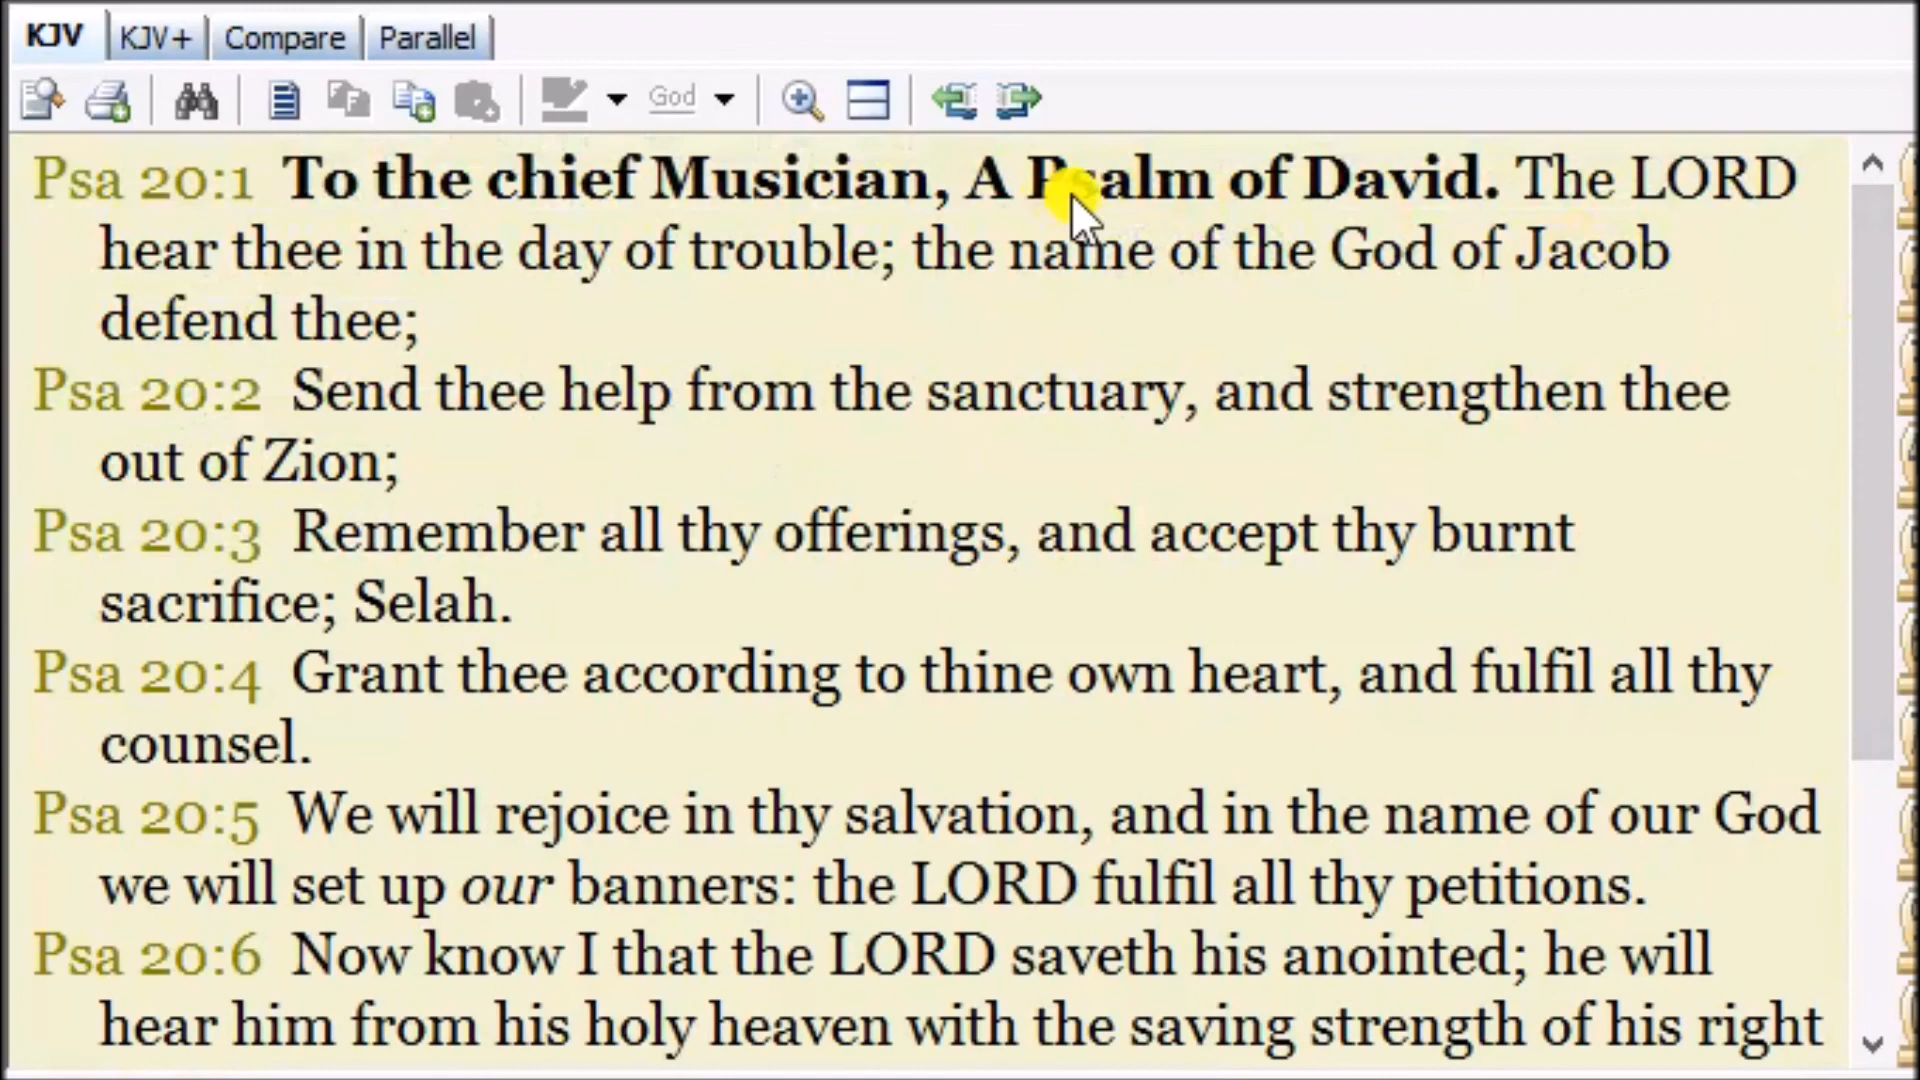 KJV KJV+ Compare Parallel
God
Psa 20:1 To the chief Musician, A Psalm of David. The LORD
hear thee in the day of trouble; the name of the God of Jacob
defend thee;
Psa 20:2 Send thee help from the sanctuary, and strengthen thee
out of Zion;
Psa 20:3 Remember all thy offerings, and accept thy burnt
sacrifice; Selah.
Psa 20:4 Grant thee according to thine own heart, and fulfil all thy
counsel.
Psa 20:5 We will rejoice in thy salvation, and in the name of our God
we will set up our banners: the LORD fulfil all thy petitions.
Psa 20:6 Now know I that the LORD saveth his anointed; he will
hear him from his holy heaven with the saving strength of his right